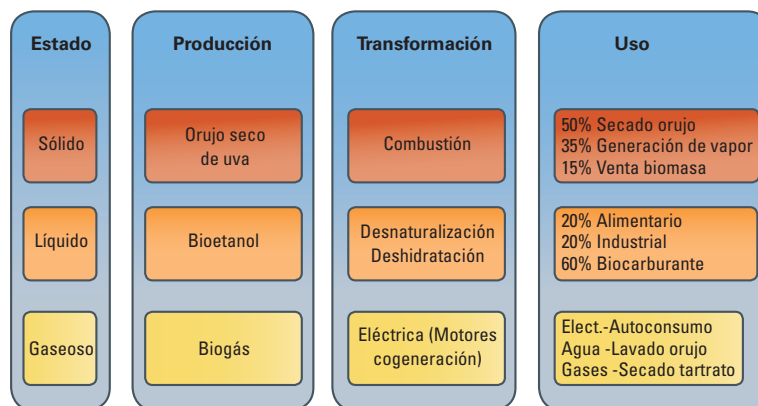 Estado
Producción
Transformación
Uso
Sólido
Orujo seco
de uva
Combustión
50% Secado orujo
35% Generación de vapor
15% Venta biomasa
Líquido
Bioetanol
Desnaturalización
Deshidratación
20% Alimentario
20% Industrial
60% Biocarburante
Gaseoso
Biogás
Eléctrica (Motores
cogeneración)
Elect.-Autoconsumo
Agua -Lavado orujo
Gases -Secado tartrato